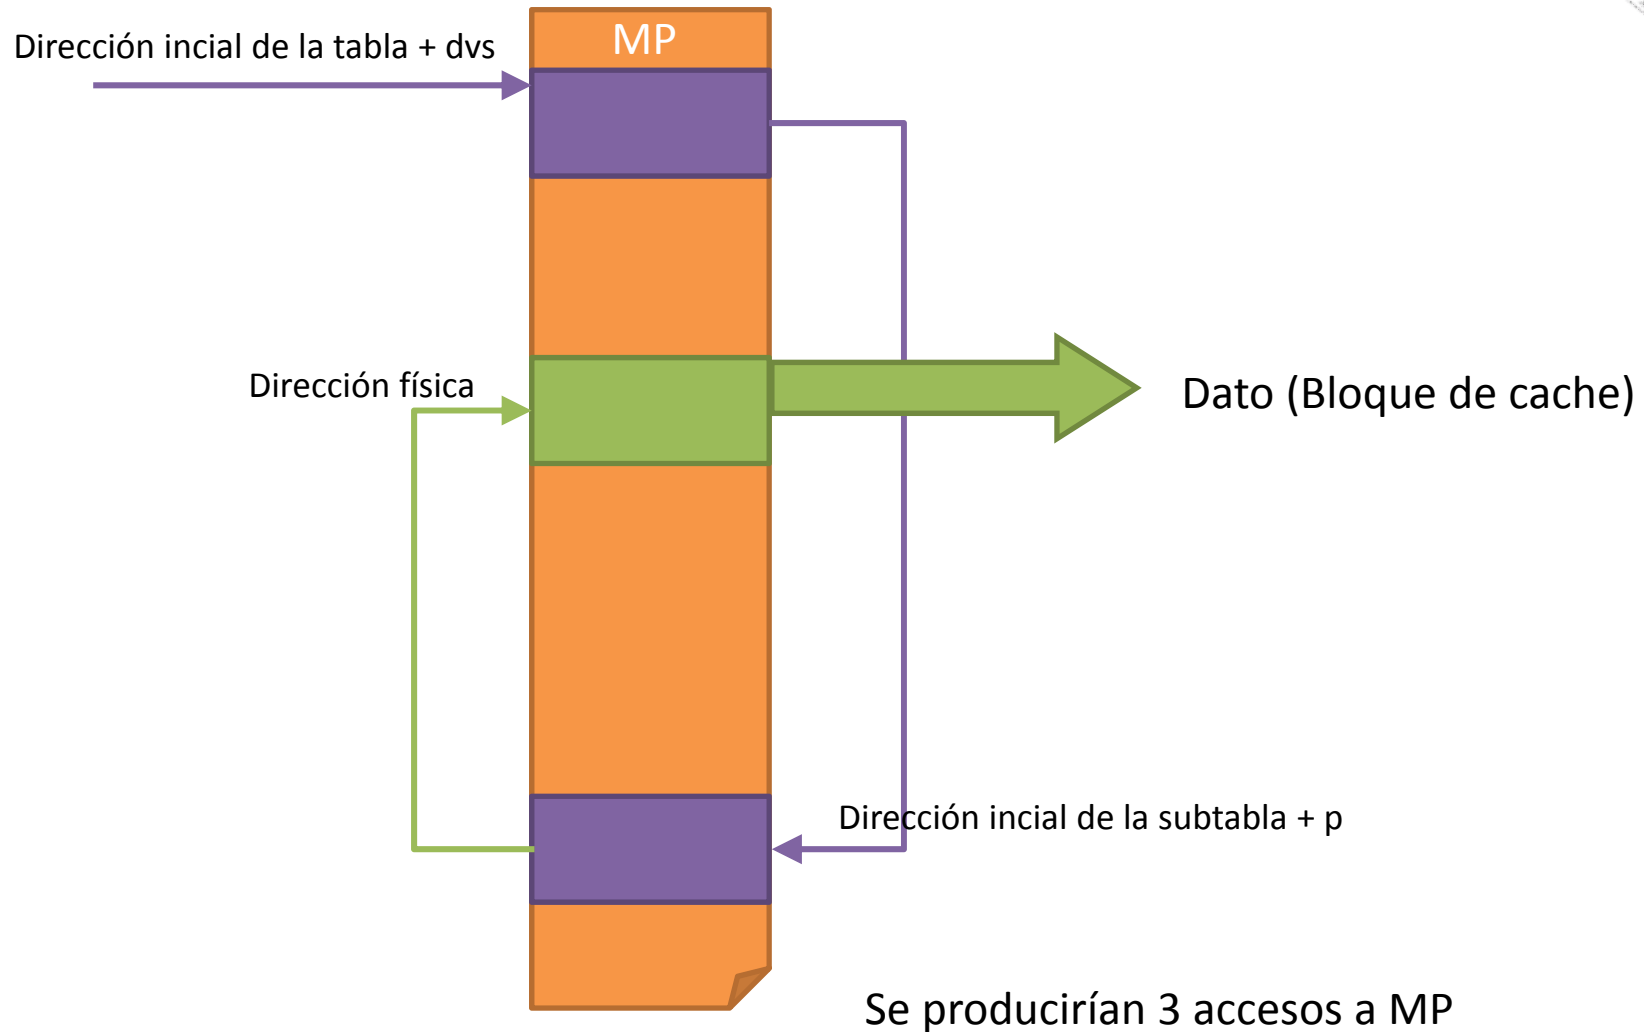 MP
Dirección incial de la tabla + dvs
Dirección física
Dato (Bloque de cache)
Dirección incial de la subtabla + p
Se producirían 3 accesos a MP